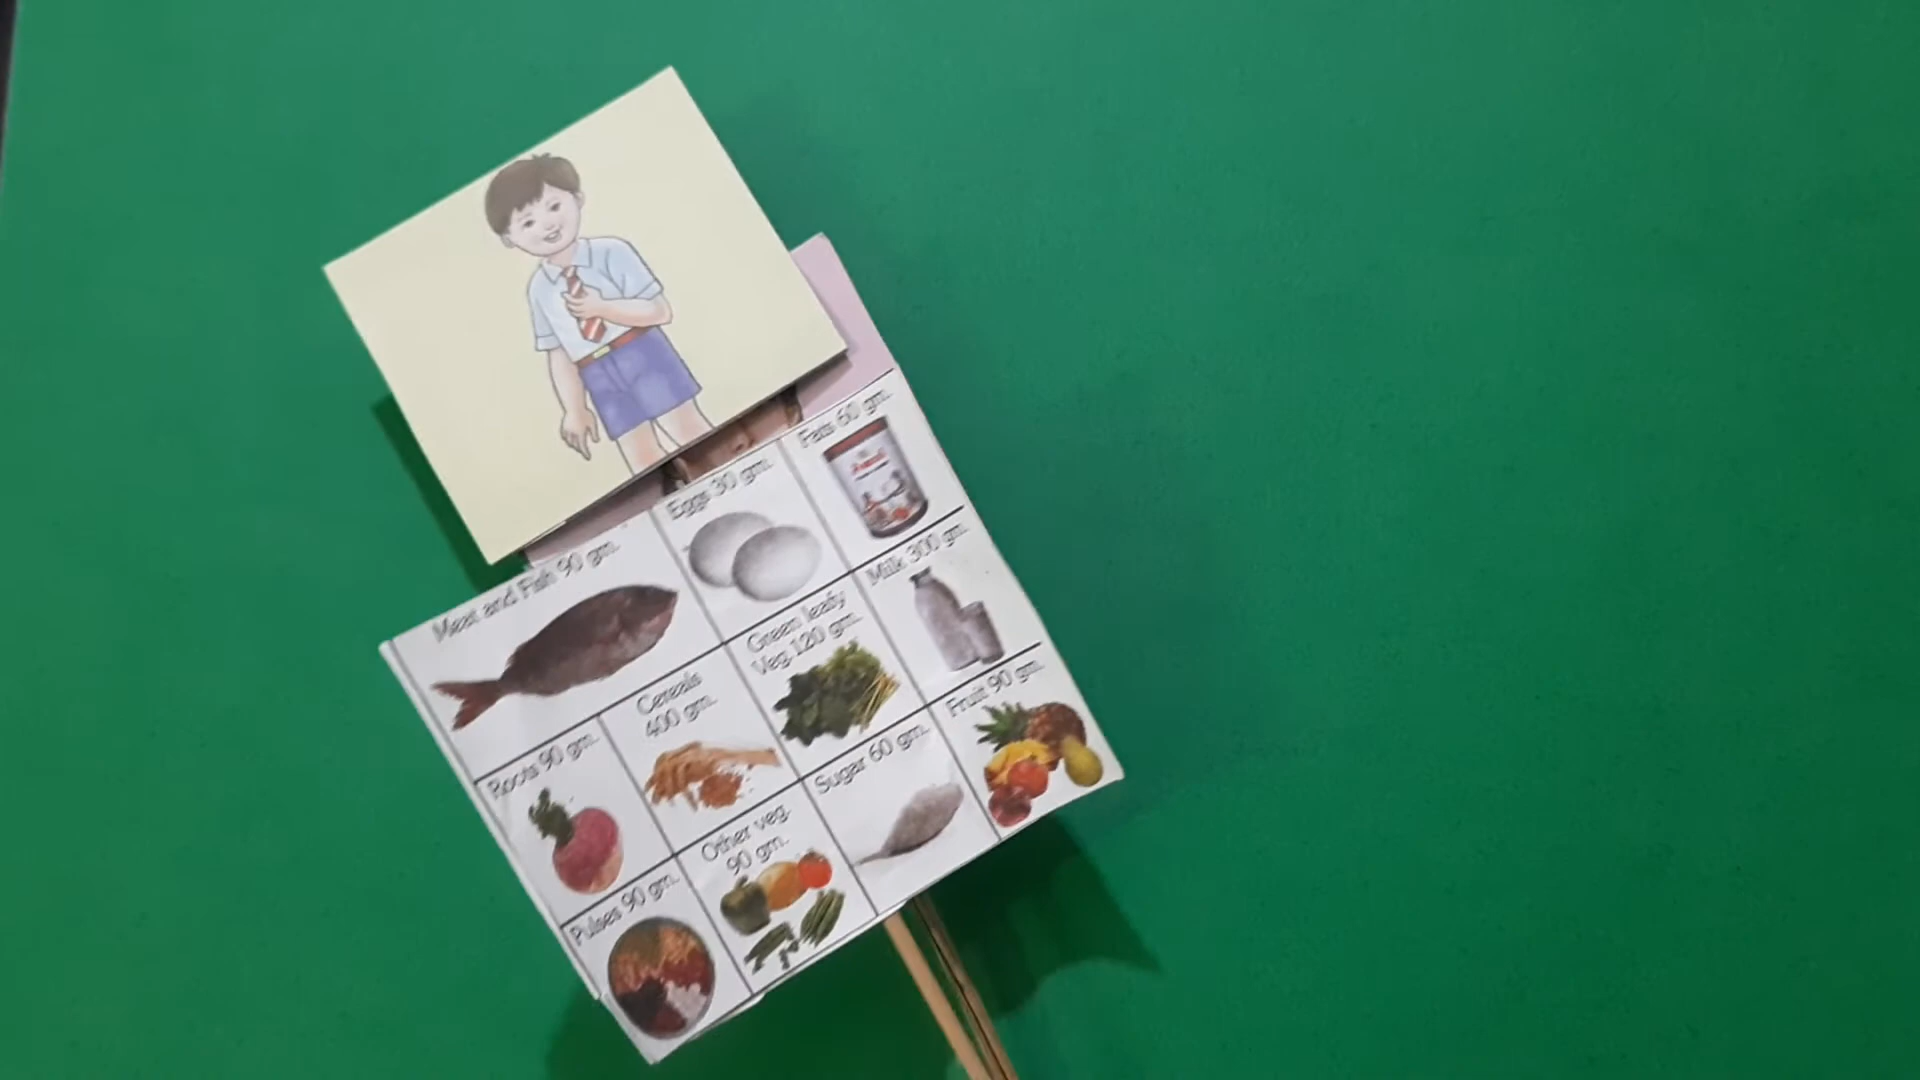 Meat and Fish 90 gm.
Eggs 30 gm.
Fats 60 gm.
Roots 90 gm.
Cereals
400 gm.
Green leafy
Veg. 120 gm.
Milk 300 gm.
Pulses 90 gm.
Other veg.
90 gm.
Sugar 60 gm.
Fruit 90 gm.